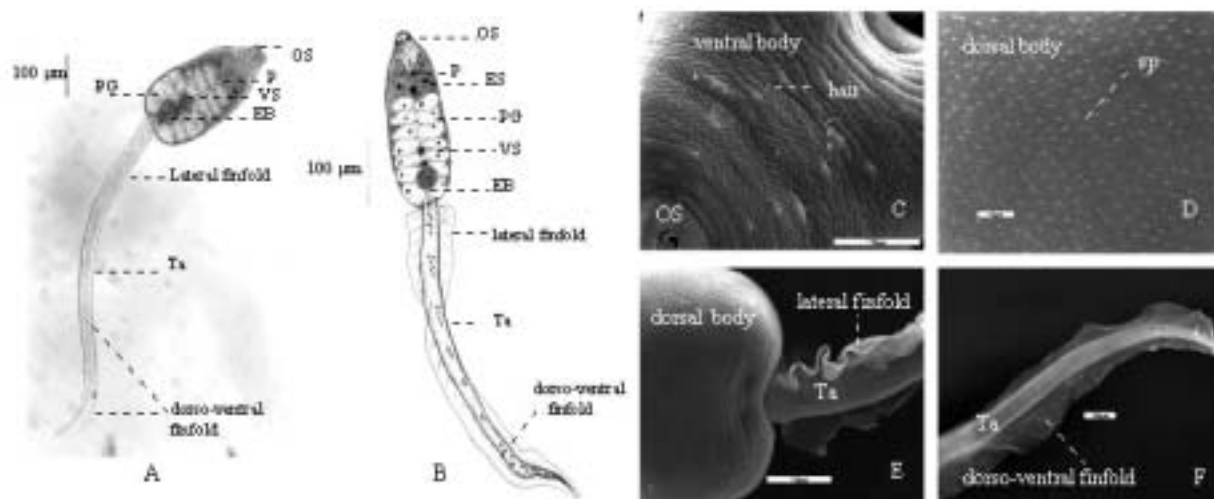 OS
100 μm
P
PG
VS
EB
Lateral finfold
Ta
dorso-ventral
finfold
A
OS
P
ES
PG
VS
100 μm
EB
lateral finfold
Ta
dorso-ventral
finfold
B
ventral body
hair
OS
C
dorsal body
sp
D
dorsal body
lateral finfold
Ta
E
Ta
dorso-ventral finfold
F